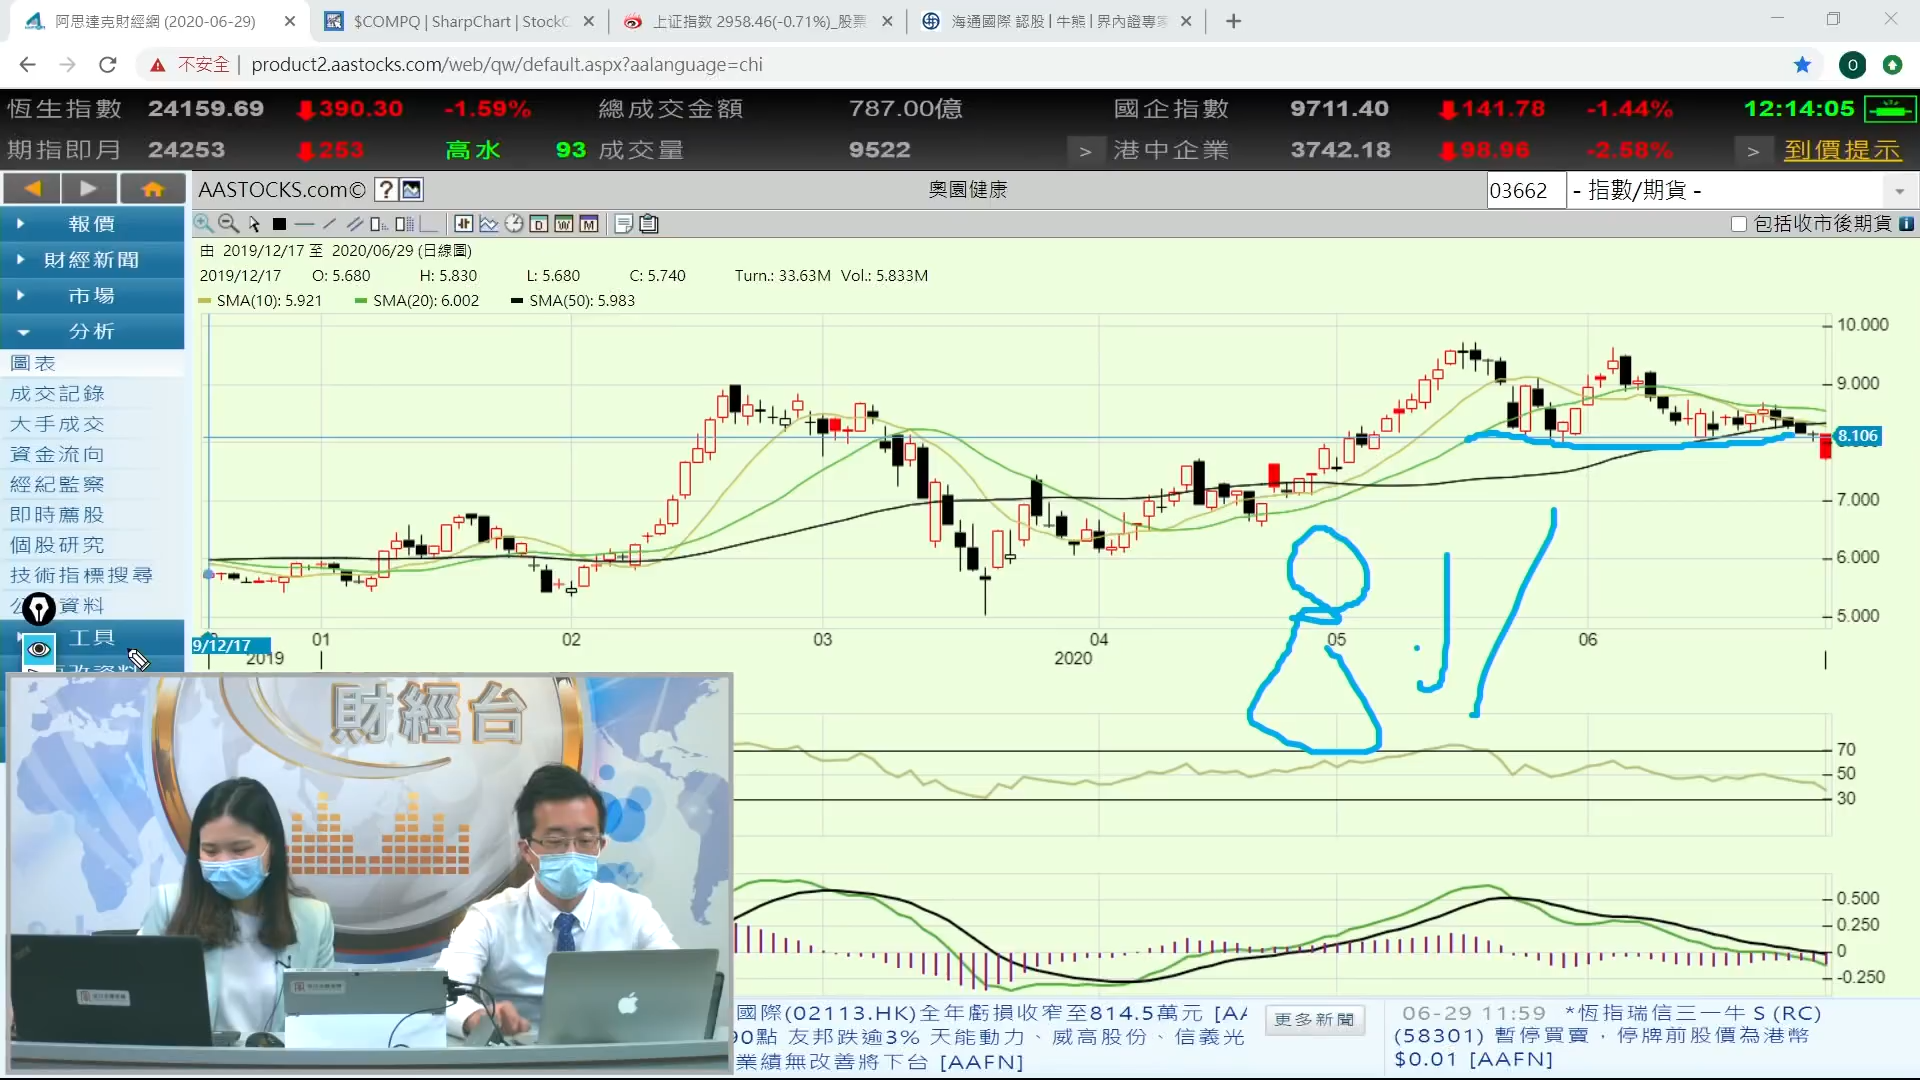 阿思達克財經網 (2020-06-29)
$COMPQ | SharpChart | StockC
上证指数 2958.46(-0.71%)_股票
海通國際 認股 | 牛熊 | 界內證專家
不安全 | product2.aastocks.com/web/qw/default.aspx?aalanguage=chi
O
恆生指數 24159.69 390.30 -1.59% 總成交金額 787.00億 國企指數 9711.40 141.78 -1.44% 12:14:05
期指即月 24253 253 高水 93 成交量 9522 > 港中企業 3742.18 98.96 -2.58% > 到價提示
AASTOCKS.com© ? 奧園健康 03662 - 指數/期貨 -
D W M 包括收市後期貨 i
由 2019/12/17 至 2020/06/29 (日線圖)
2019/12/17 O: 5.680 H: 5.830 L: 5.680 C: 5.740 Turn.: 33.63M Vol.: 5.833M
SMA(10): 5.921 SMA(20): 6.002 SMA(50): 5.983
報價
財經新聞
市場
分析
圖表
成交記錄
大手成交
資金流向
經紀監察
即時薦股
個股研究
技術指標搜尋
資料
工具
10.000
9.000
8.106
7.000
6.000
5.000
9/12/17 01 02 03 04 05 06
2019 2020
8.1/
70
50
30
0.500
0.250
0
-0.250
財經台
國際(02113.HK)全年虧損收窄至814.5萬元 [AA
90點 友邦跌逾3% 天能動力、威高股份、信義光
業績無改善將下台 [AAFN]
更多新聞
06-29 11:59 *恆指瑞信三一牛 S (RC)
(58301) 暫停買賣，停牌前股價為港幣
$0.01 [AAFN]